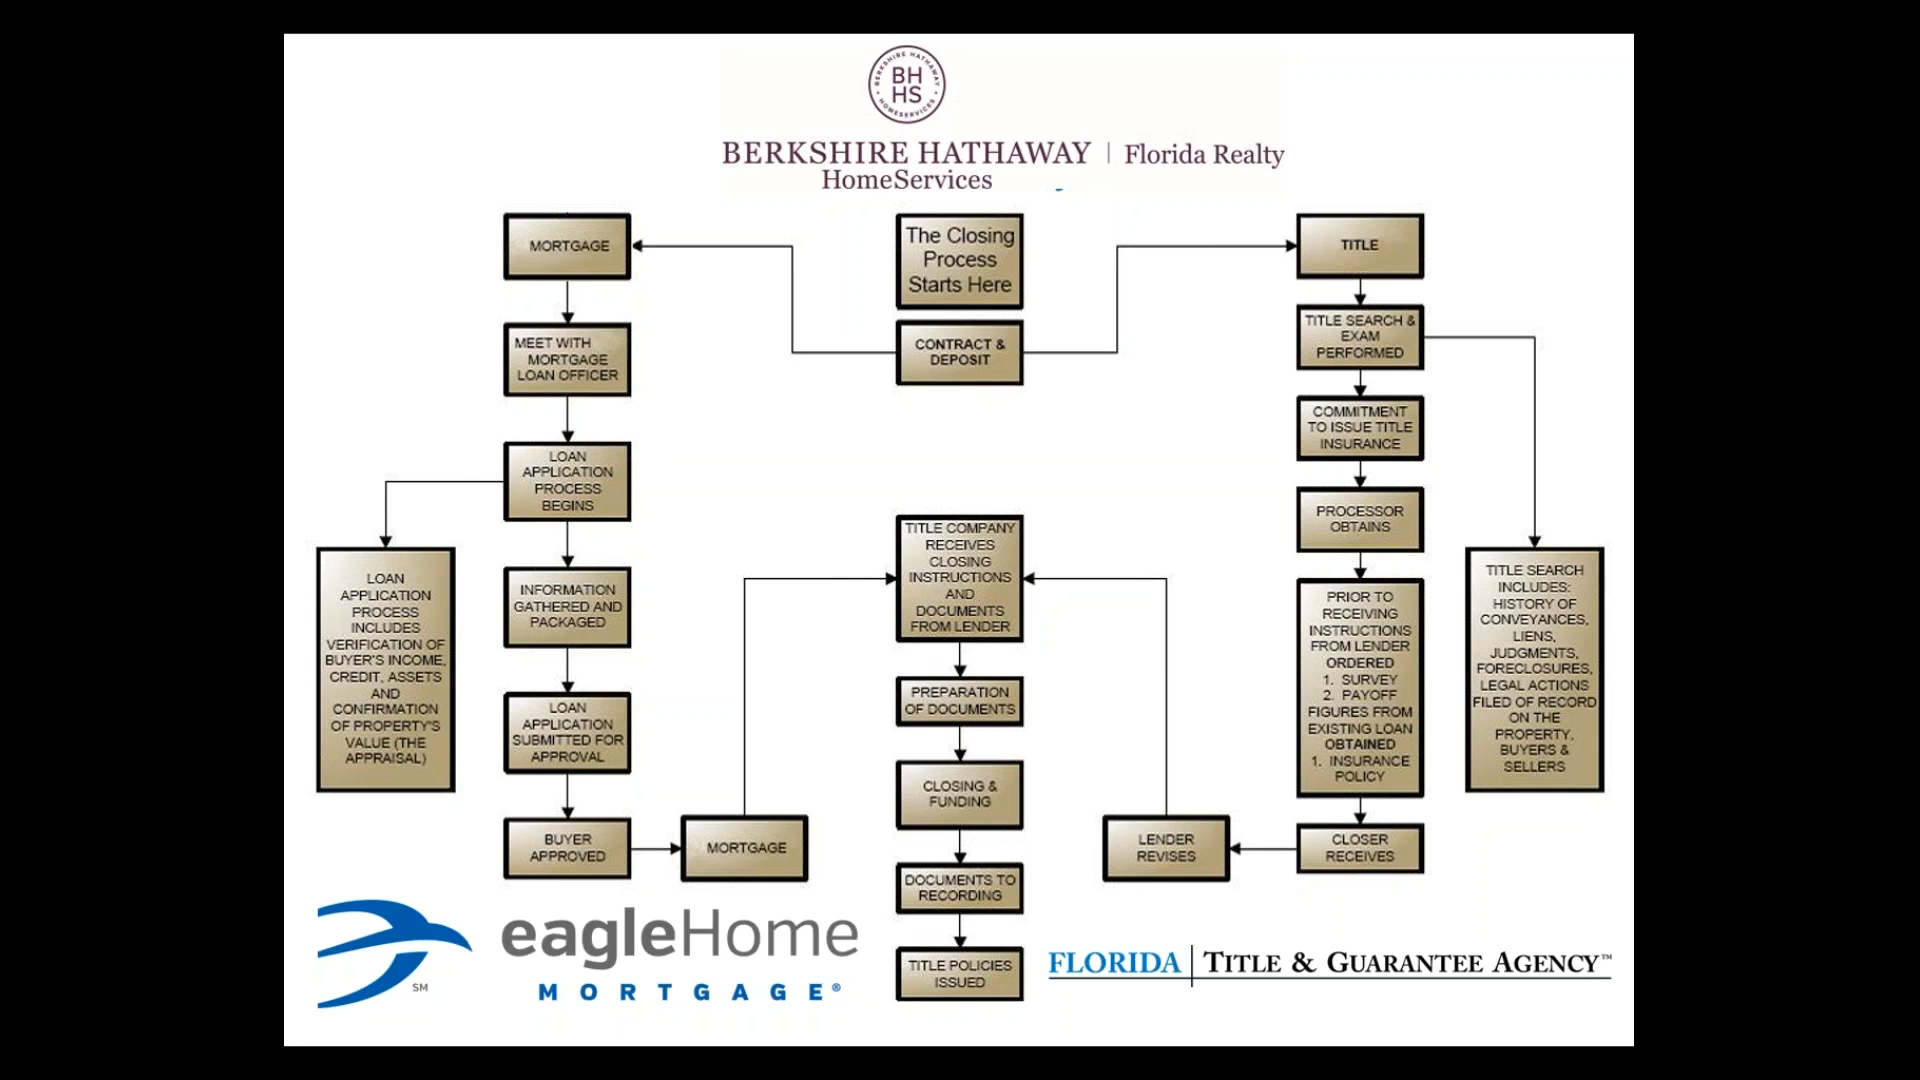 BERKSHIRE HATHAWAY
BH
HS
HOMESERVICES
BERKSHIRE HATHAWAY | Florida Realty
HomeServices
The Closing
Process
Starts Here
CONTRACT &
DEPOSIT
MORTGAGE
MEET WITH
MORTGAGE
LOAN OFFICER
LOAN
APPLICATION
PROCESS
BEGINS
LOAN
APPLICATION
PROCESS
INCLUDES
VERIFICATION OF
BUYER'S INCOME,
CREDIT, ASSETS
AND
CONFIRMATION
OF PROPERTY'S
VALUE (THE
APPRAISAL)
INFORMATION
GATHERED AND
PACKAGED
LOAN
APPLICATION
SUBMITTED FOR
APPROVAL
BUYER
APPROVED
MORTGAGE
TITLE
TITLE SEARCH &
EXAM
PERFORMED
COMMITMENT
TO ISSUE TITLE
INSURANCE
PROCESSOR
OBTAINS
PRIOR TO
RECEIVING
INSTRUCTIONS
FROM LENDER
ORDERED
1. SURVEY
2. PAYOFF
FIGURES FROM
EXISTING LOAN
OBTAINED
1. INSURANCE
POLICY
TITLE SEARCH
INCLUDES:
HISTORY OF
CONVEYANCES,
LIENS,
JUDGMENTS,
FORECLOSURES,
LEGAL ACTIONS
FILED OF RECORD
ON THE
PROPERTY,
BUYERS &
SELLERS
CLOSER
RECEIVES
LENDER
REVISES
TITLE COMPANY
RECEIVES
CLOSING
INSTRUCTIONS
AND
DOCUMENTS
FROM LENDER
PREPARATION
OF DOCUMENTS
CLOSING &
FUNDING
DOCUMENTS TO
RECORDING
TITLE POLICIES
ISSUED
SM
eagleHome
MORTGAGE®
FLORIDA | TITLE & GUARANTEE AGENCY™